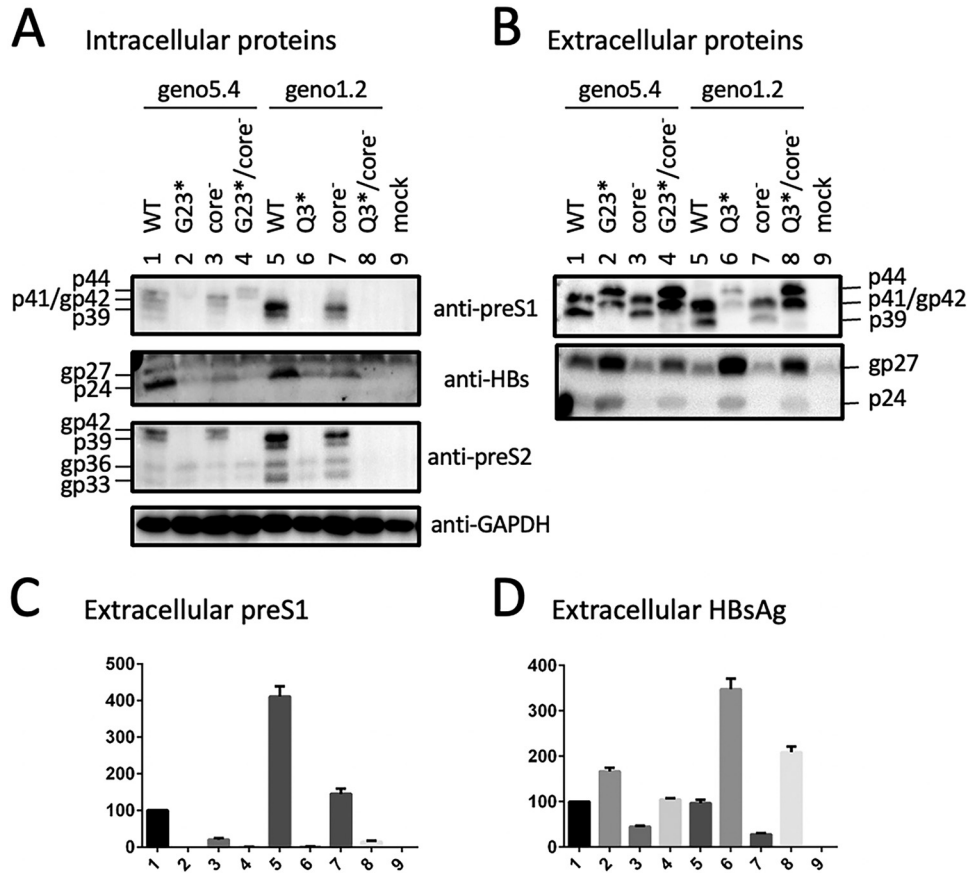 A Intracellular proteins
geno5.4 geno1.2
WT G23* core⁻ G23*/core⁻ WT Q3* core⁻ Q3*/core⁻ mock
1 2 3 4 5 6 7 8 9
p44
p41/gp42
p39
anti-preS1
gp27
p24
anti-HBs
gp42
p39
gp36
gp33
anti-preS2
anti-GAPDH
B Extracellular proteins
geno5.4 geno1.2
WT G23* core⁻ G23*/core⁻ WT Q3* core⁻ Q3*/core⁻ mock
1 2 3 4 5 6 7 8 9
p44
p41/gp42
p39
gp27
p24
C Extracellular preS1
500
400
300
200
100
0
1 2 3 4 5 6 7 8 9
D Extracellular HBsAg
400
300
200
100
0
1 2 3 4 5 6 7 8 9